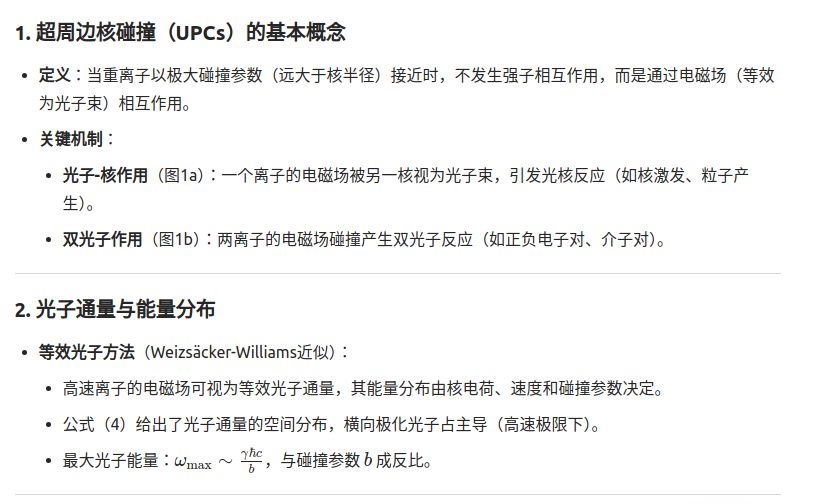 1. 超周边核碰撞（UPCs）的基本概念
• 定义：当重离子以极大碰撞参数（远大于核半径）接近时，不发生强子相互作用，而是通过电磁场（等效
为光子束）相互作用。
• 关键机制：
• 光子-核作用（图1a）：一个离子的电磁场被另一核视为光子束，引发光核反应（如核激发、粒子产
生）。
• 双光子作用（图1b）：两离子的电磁场碰撞产生双光子反应（如正负电子对、介子对）。
2. 光子通量与能量分布
• 等效光子方法（Weizsäcker-Williams近似）：
• 高速离子的电磁场可视为等效光子通量，其能量分布由核电荷、速度和碰撞参数决定。
• 公式（4）给出了光子通量的空间分布，横向极化光子占主导（高速极限下）。
• 最大光子能量：$\omega_{\max} \sim \frac{\gamma \hbar c}{b}$，与碰撞参数 $b$ 成反比。